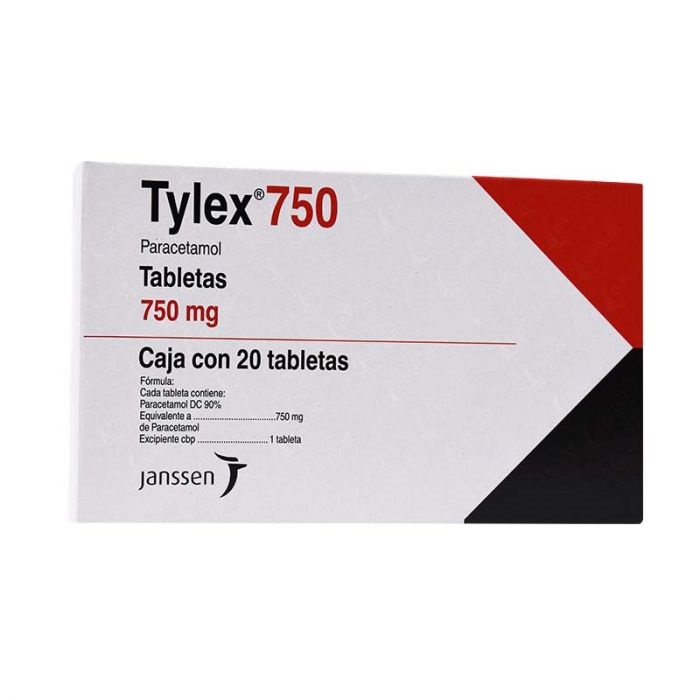 Tylex® 750
Paracetamol
Tabletas
750 mg
Caja con 20 tabletas
Fórmula:
Cada tableta contiene:
Paracetamol DC 90%
Equivalente a ..............................750 mg
de Paracetamol
Excipiente cbp .......................... 1 tableta
janssen